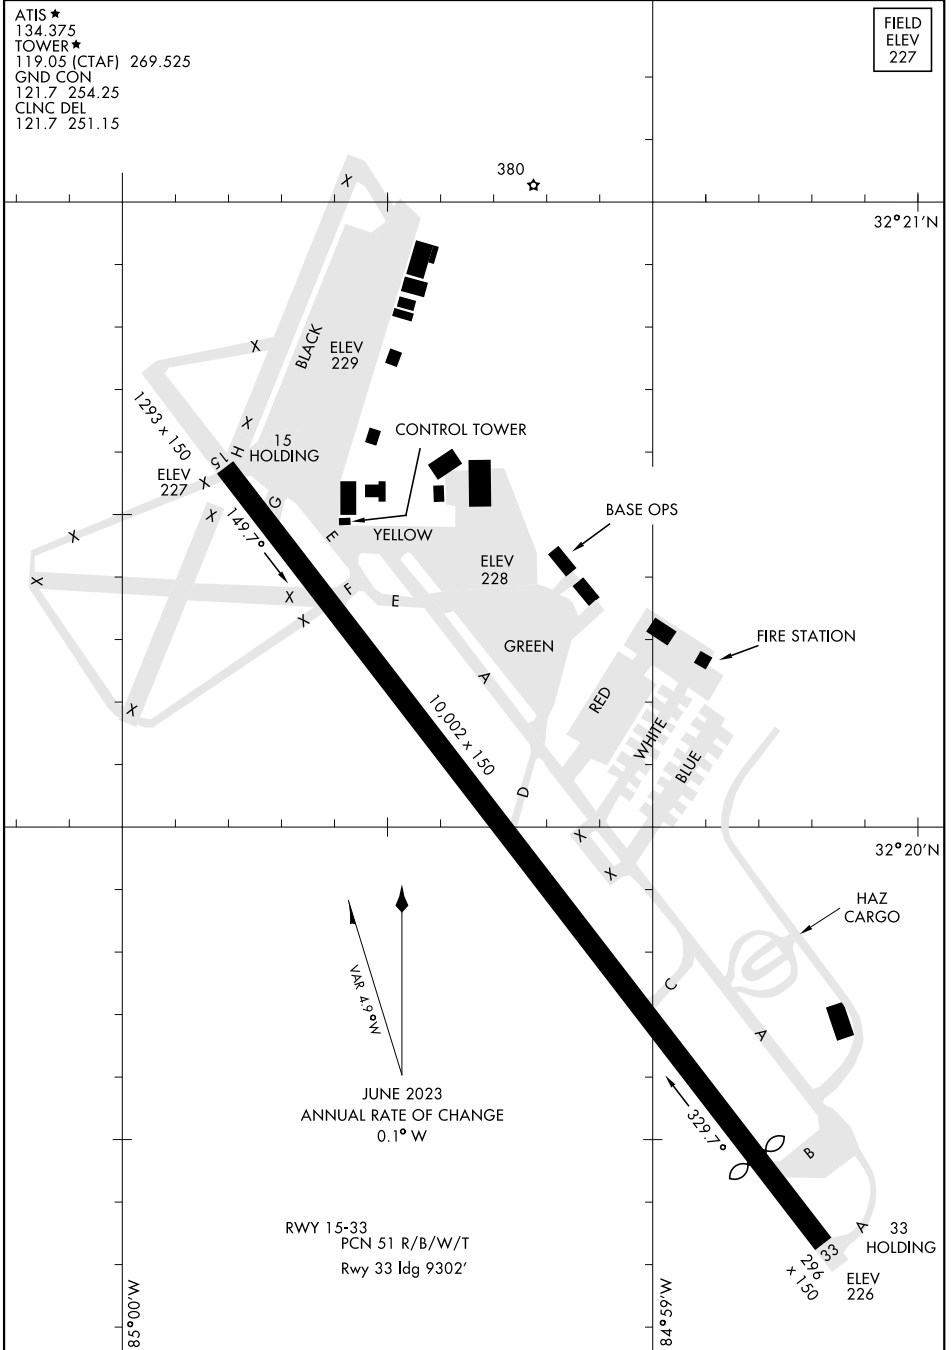 ATIS ★
134.375
TOWER ★
119.05 (CTAF) 269.525
GND CON
121.7 254.25
CLNC DEL
121.7 251.15
FIELD
ELEV
227
380
32°21'N
X
BLACK
ELEV
229
X
1293 x 150
X
H
15
HOLDING
15
ELEV
227
X
CONTROL TOWER
G
X
149.7°
E
YELLOW
BASE OPS
X
ELEV
228
X
X
F
E
X
GREEN
FIRE STATION
A
RED
X
10,002 x 150
WHITE
BLUE
D
X
32°20'N
X
HAZ
CARGO
VAR 4.9°W
C
A
JUNE 2023
ANNUAL RATE OF CHANGE
0.1° W
329.7°
B
RWY 15-33
PCN 51 R/B/W/T
Rwy 33 ldg 9302'
A
33
HOLDING
33
296
x 150
ELEV
226
85°00'W
84°59'W